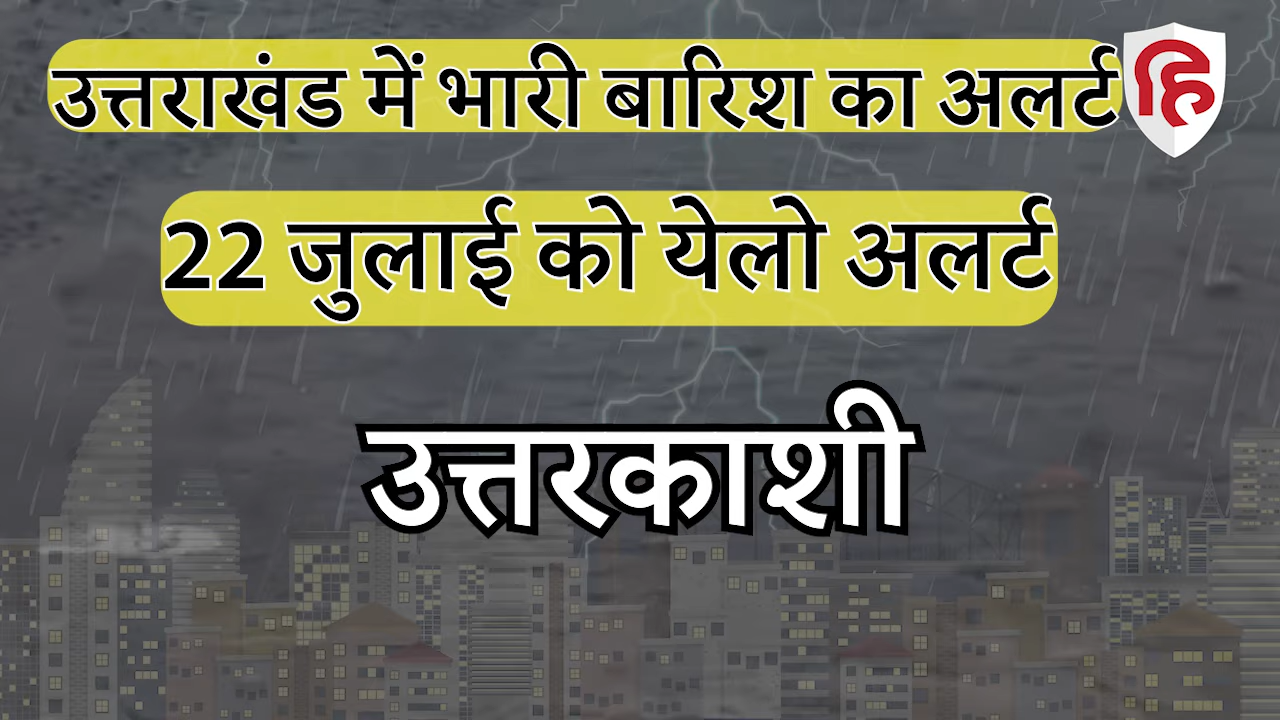 उत्तराखंड में भारी बारिश का अलर्ट
हि
22 जुलाई को येलो अलर्ट
उत्तरकाशी